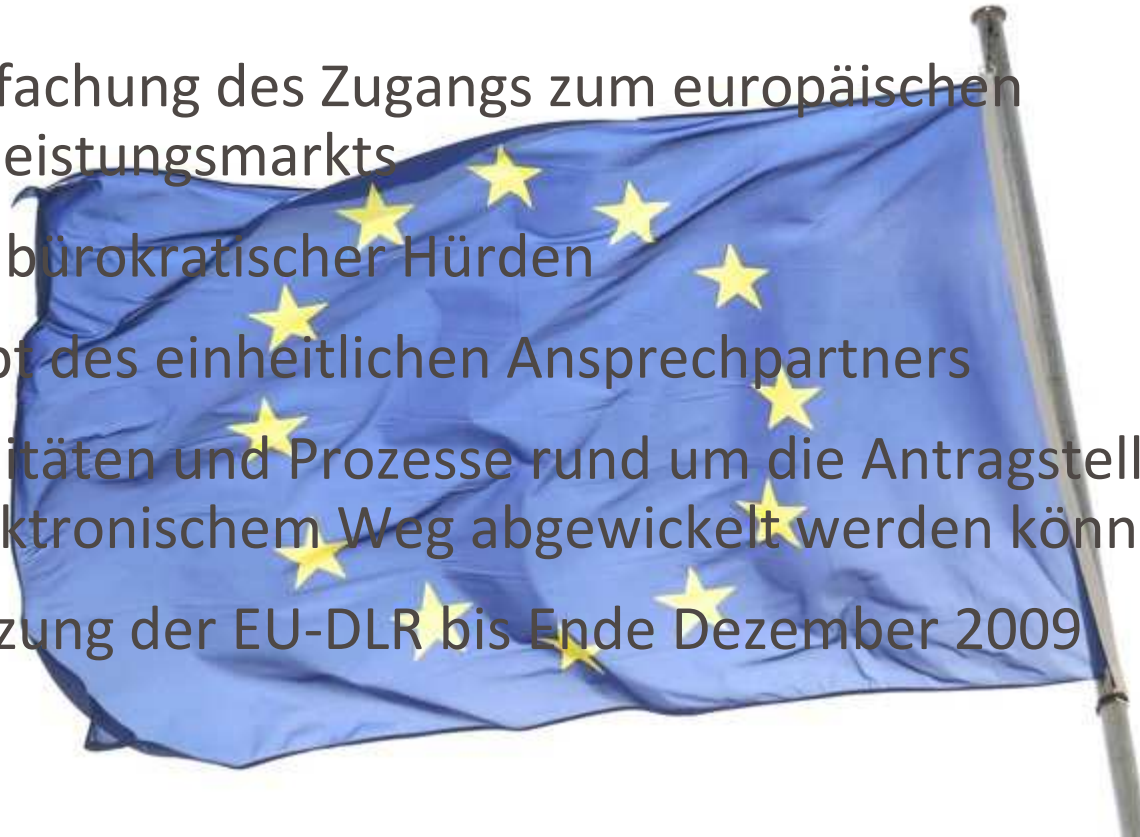 fachung des Zugangs zum europäischen
eistungsmarkts
bürokratischer Hürden
t des einheitlichen Ansprechpartners
itäten und Prozesse rund um die Antragstell
ktronischem Weg abgewickelt werden könn
zung der EU-DLR bis Ende Dezember 2009